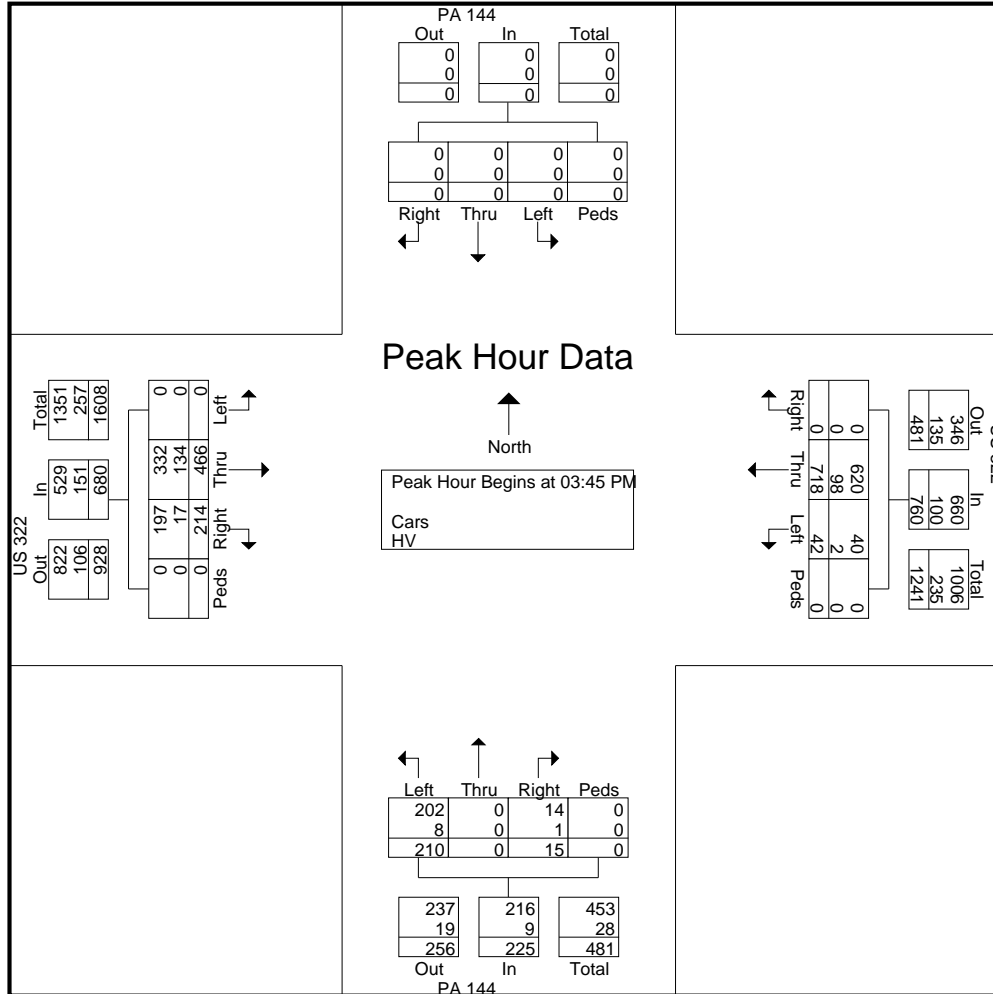 PA 144
Out In Total
0 0 0
0 0 0
0 0 0
0 0 0 0
0 0 0 0
0 0 0 0
Right Thru Left Peds
Peak Hour Data
North
Peak Hour Begins at 03:45 PM
Cars
HV
US 322
Out In Total
822 529 1351
106 151 257
928 680 1608
Peds Right Thru Left
0 197 332 0
0 17 134 0
0 214 466 0
Out In Total
346 660 1006
135 100 235
481 760 1241
Right Thru Left Peds
0 620 40 0
0 98 2 0
0 718 42 0
Left Thru Right Peds
202 0 14 0
8 0 1 0
210 0 15 0
237 216 453
19 9 28
256 225 481
Out In Total
PA 144